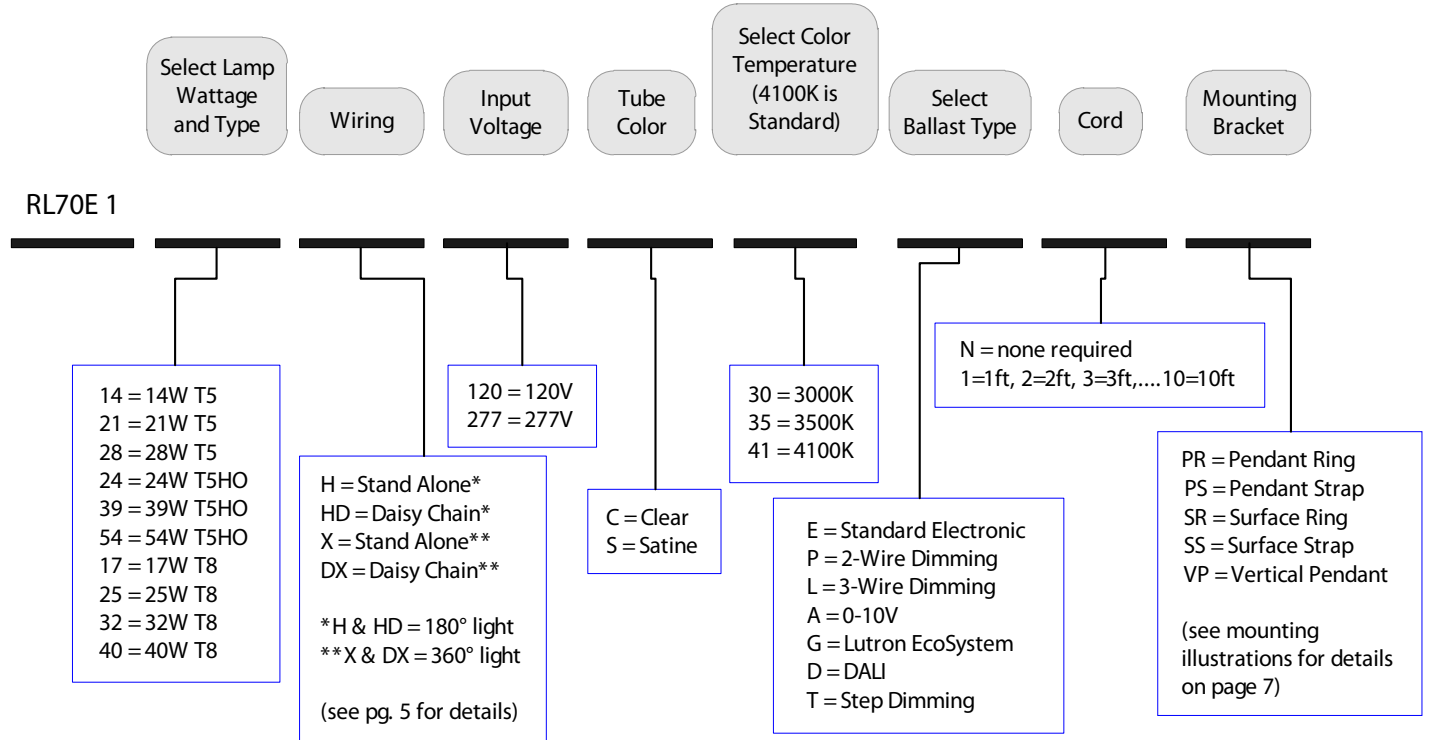 Select Lamp
Wattage
and Type
Wiring
Input
Voltage
Tube
Color
Select Color
Temperature
(4100K is
Standard)
Select
Ballast Type
Cord
Mounting
Bracket
RL70E 1
14 = 14W T5
21 = 21W T5
28 = 28W T5
24 = 24W T5HO
39 = 39W T5HO
54 = 54W T5HO
17 = 17W T8
25 = 25W T8
32 = 32W T8
40 = 40W T8
H = Stand Alone*
HD = Daisy Chain*
X = Stand Alone**
DX = Daisy Chain**
*H & HD = 180° light
**X & DX = 360° light
(see pg. 5 for details)
120 = 120V
277 = 277V
C = Clear
S = Satine
30 = 3000K
35 = 3500K
41 = 4100K
E = Standard Electronic
P = 2-Wire Dimming
L = 3-Wire Dimming
A = 0-10V
G = Lutron EcoSystem
D = DALI
T = Step Dimming
N = none required
1=1ft, 2=2ft, 3=3ft,....10=10ft
PR = Pendant Ring
PS = Pendant Strap
SR = Surface Ring
SS = Surface Strap
VP = Vertical Pendant
(see mounting
illustrations for details
on page 7)